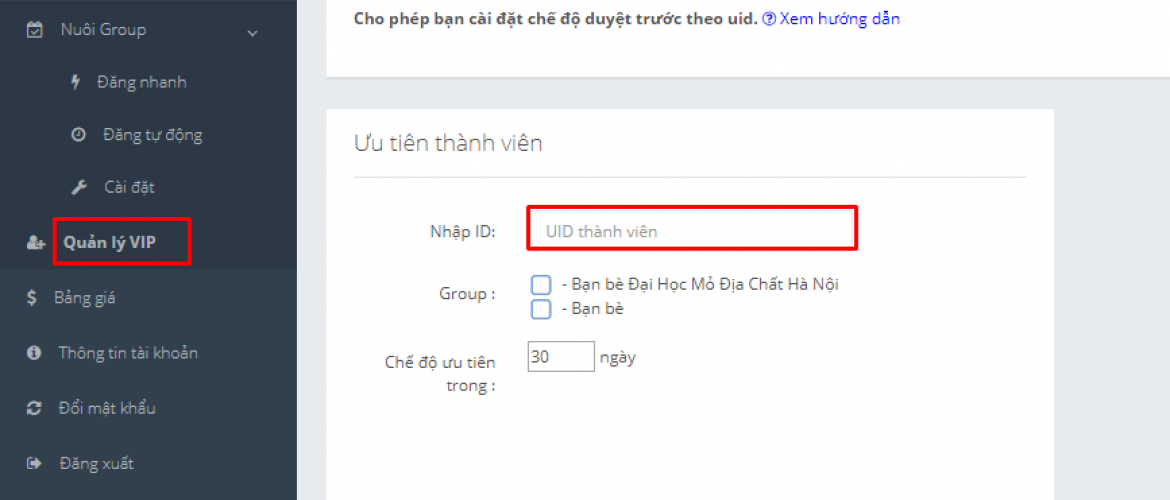 Nuôi Group
Đăng nhanh
Đăng tự động
Cài đặt
Quản lý VIP
Bảng giá
Thông tin tài khoản
Đổi mật khẩu
Đăng xuất
Cho phép bạn cài đặt chế độ duyệt trước theo uid. Xem hướng dẫn
Ưu tiên thành viên
Nhập ID: UID thành viên
Group : - Bạn bè Đại Học Mỏ Địa Chất Hà Nội
- Bạn bè
Chế độ ưu tiên 30 ngày
trong :